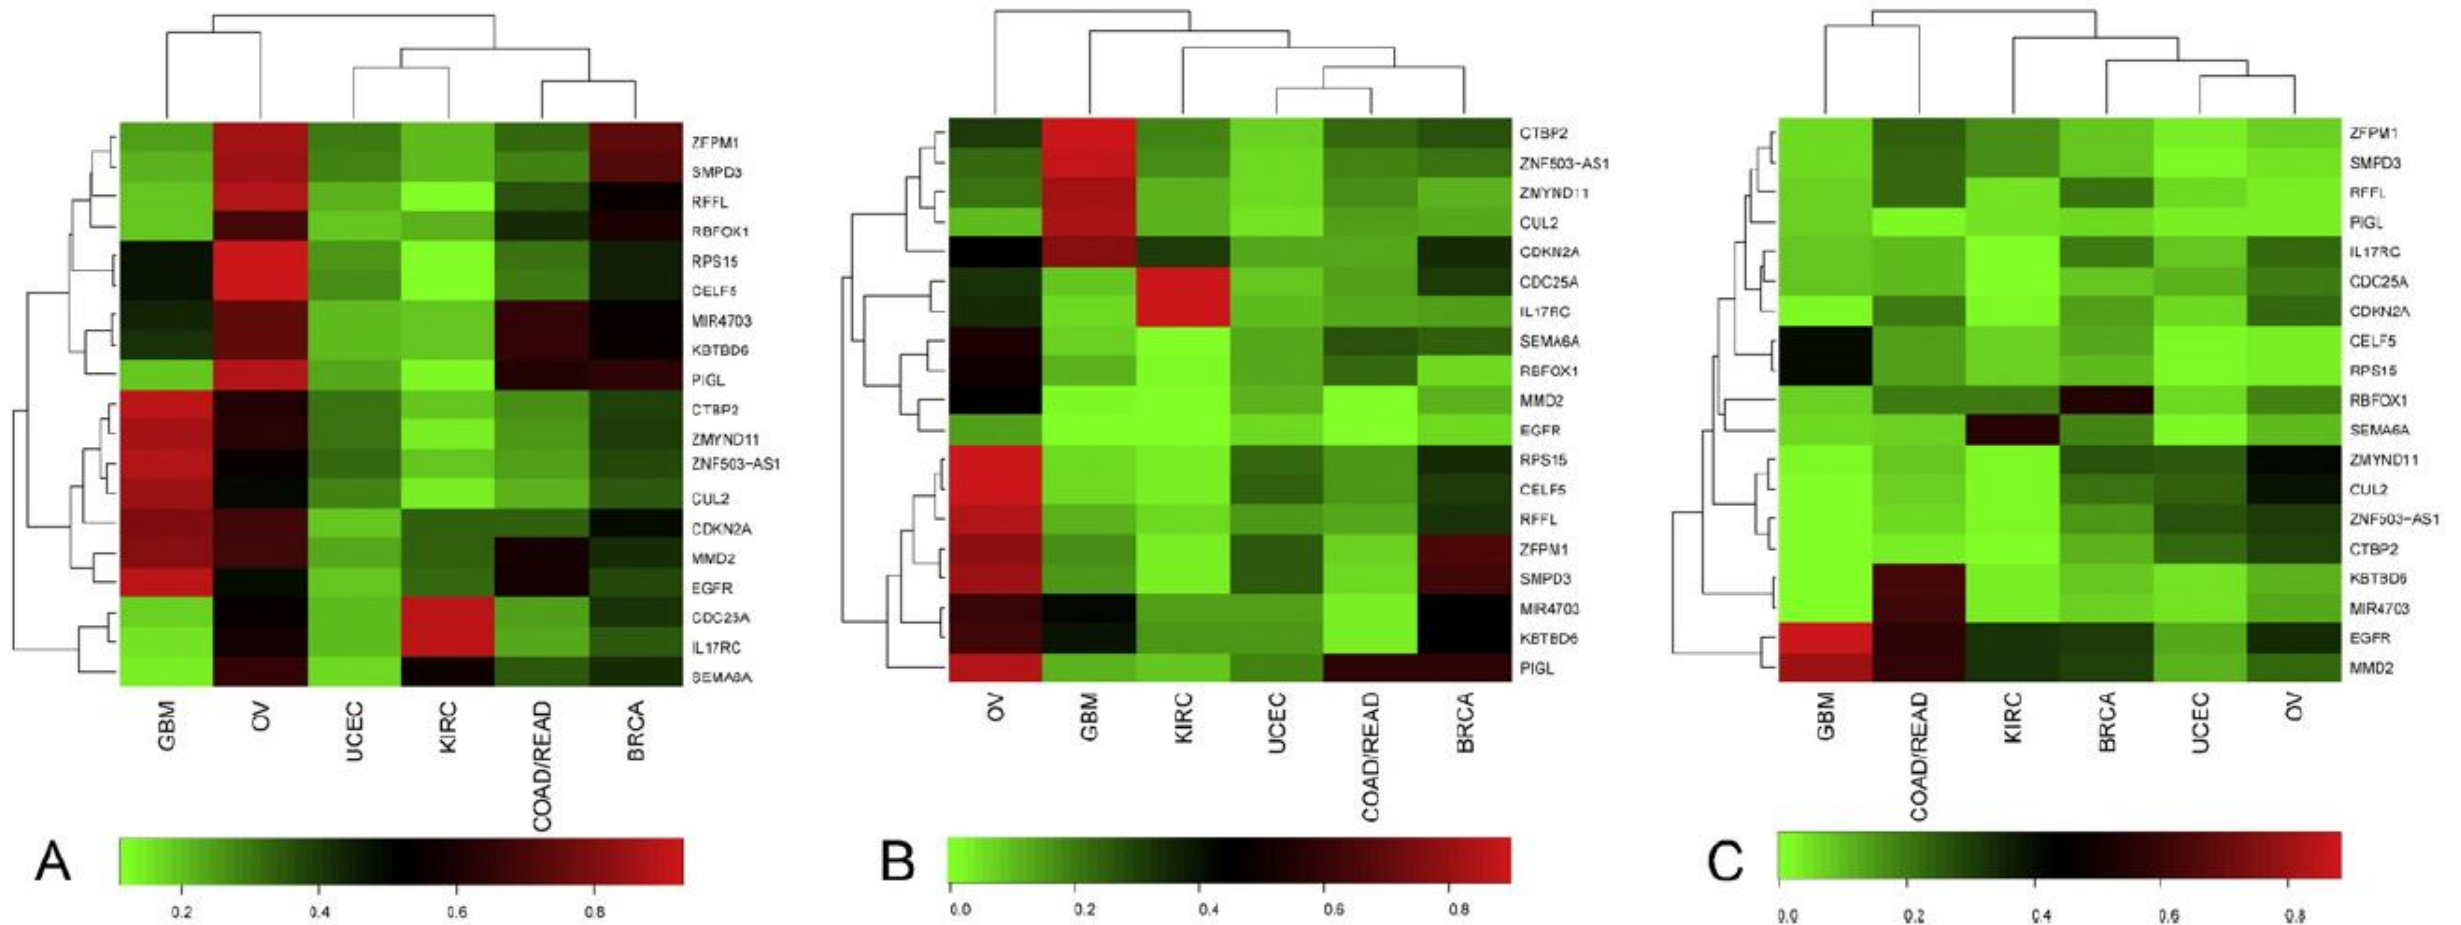 ZFPM1
SMPD3
RFFL
RBFOX1
RPS15
CELF5
MIR4703
KBTBD6
PIGL
CTBP2
ZMYND11
ZNF503-AS1
CUL2
CDKN2A
MMD2
EGFR
CDC25A
IL17RC
SEMA6A
GBM
OV
UCEC
KIRC
COAD/READ
BRCA
A
0.2 0.4 0.6 0.8
CTBP2
ZNF503-AS1
ZMYND11
CUL2
CDKN2A
CDC25A
IL17RC
SEMA6A
RBFOX1
MMD2
EGFR
RPS15
CELF5
RFFL
ZFPM1
SMPD3
MIR4703
KBTBD6
PIGL
OV
GBM
KIRC
UCEC
COAD/READ
BRCA
B
0.0 0.2 0.4 0.6 0.8
ZFPM1
SMPD3
RFFL
PIGL
IL17RC
CDC25A
CDKN2A
CELF5
RPS15
RBFOX1
SEMA6A
ZMYND11
CUL2
ZNF503-AS1
CTBP2
KBTBD6
MIR4703
EGFR
MMD2
GBM
COAD/READ
KIRC
BRCA
UCEC
OV
C
0.0 0.2 0.4 0.6 0.8